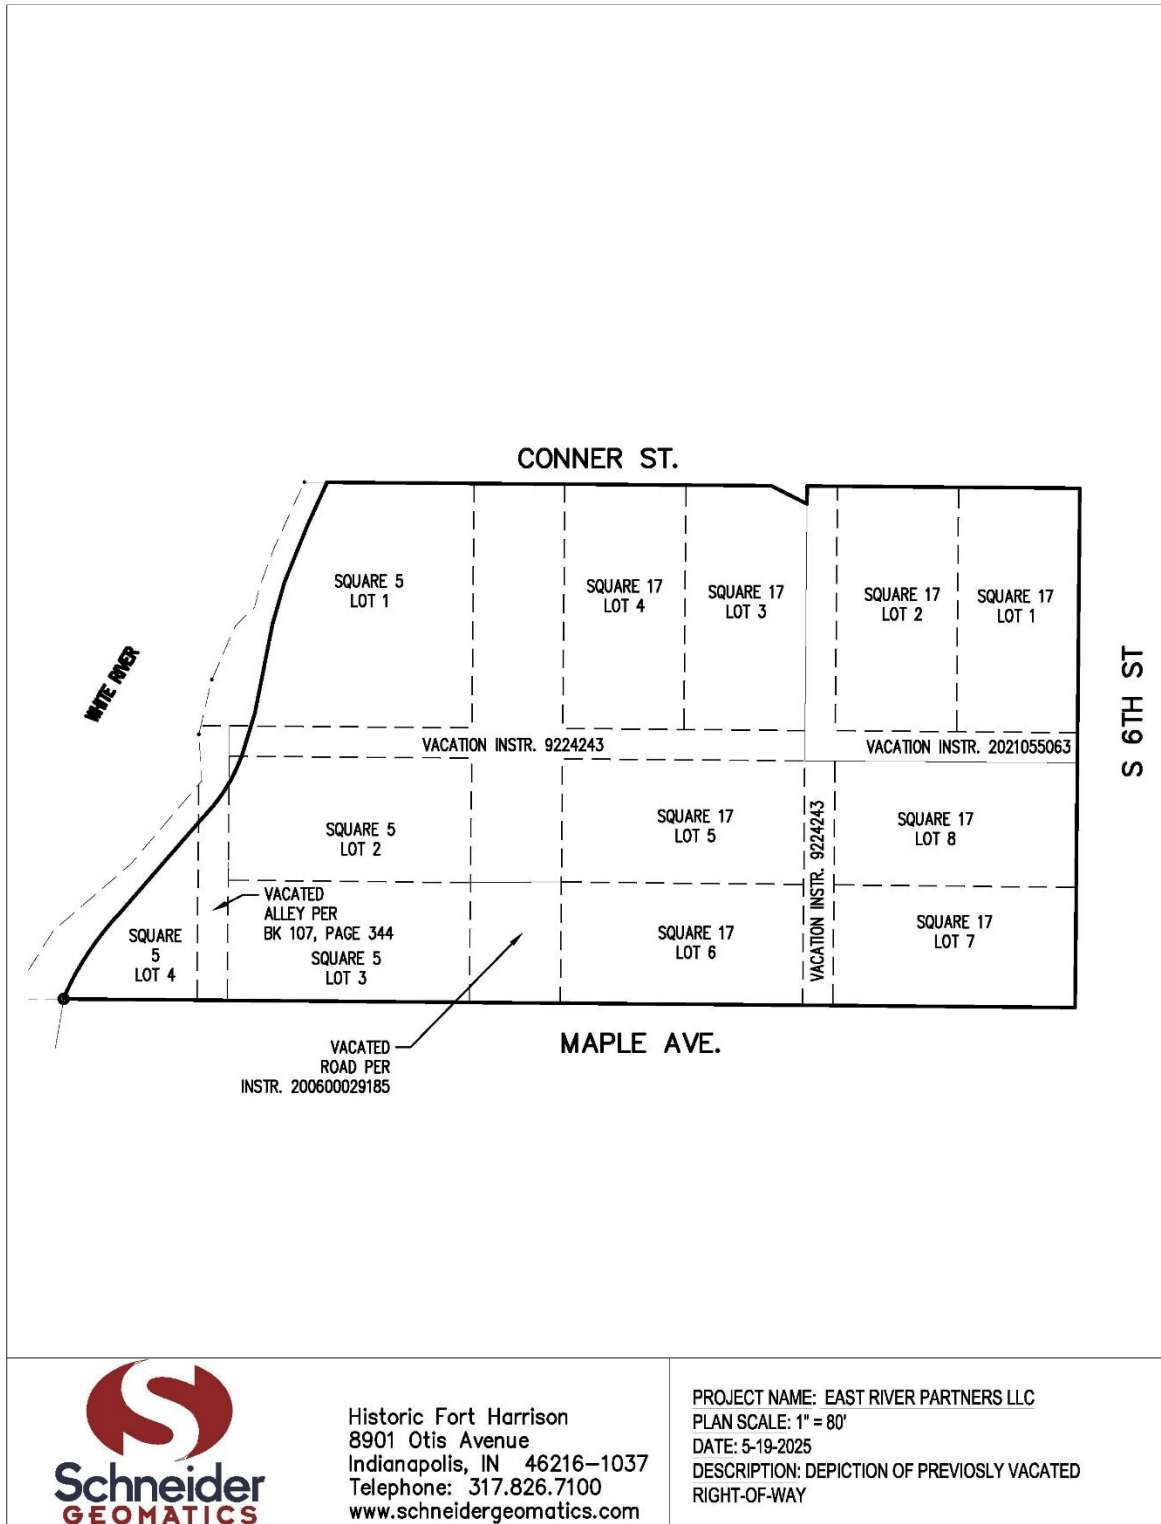 CONNER ST.
SQUARE 5
LOT 1
SQUARE 17
LOT 4
SQUARE 17
LOT 3
SQUARE 17
LOT 2
SQUARE 17
LOT 1
WHITE RIVER
S 6TH ST
VACATION INSTR. 9224243
VACATION INSTR. 2021055063
SQUARE 5
LOT 2
SQUARE 17
LOT 5
VACATION INSTR. 9224243
SQUARE 17
LOT 8
VACATED
ALLEY PER
BK 107, PAGE 344
SQUARE
5
LOT 4
SQUARE 5
LOT 3
SQUARE 17
LOT 6
SQUARE 17
LOT 7
VACATED
ROAD PER
INSTR. 200600029185
MAPLE AVE.
Schneider
GEOMATICS
Historic Fort Harrison
8901 Otis Avenue
Indianapolis, IN 46216-1037
Telephone: 317.826.7100
www.schneidergeomatics.com
PROJECT NAME: EAST RIVER PARTNERS LLC
PLAN SCALE: 1" = 80'
DATE: 5-19-2025
DESCRIPTION: DEPICTION OF PREVIOSLY VACATED
RIGHT-OF-WAY